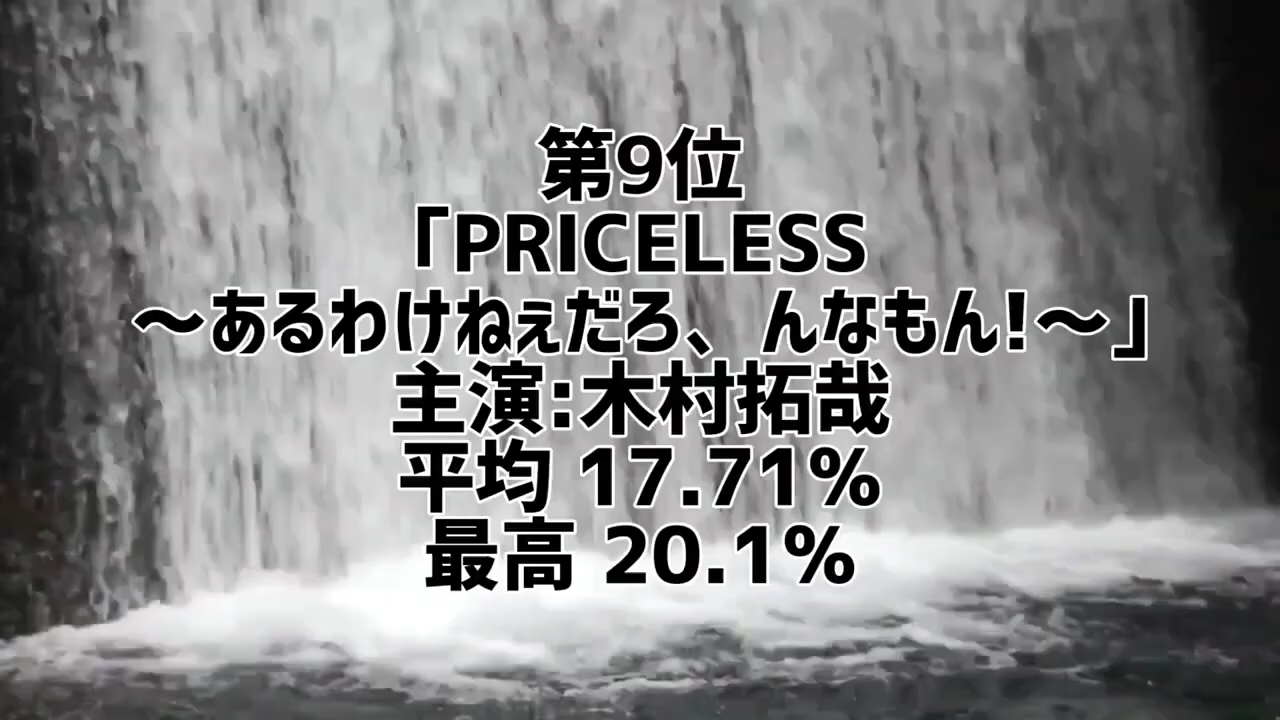 第9位
「PRICELESS
〜あるわけねぇだろ、んなもん!〜」
主演:木村拓哉
平均 17.71%
最高 20.1%